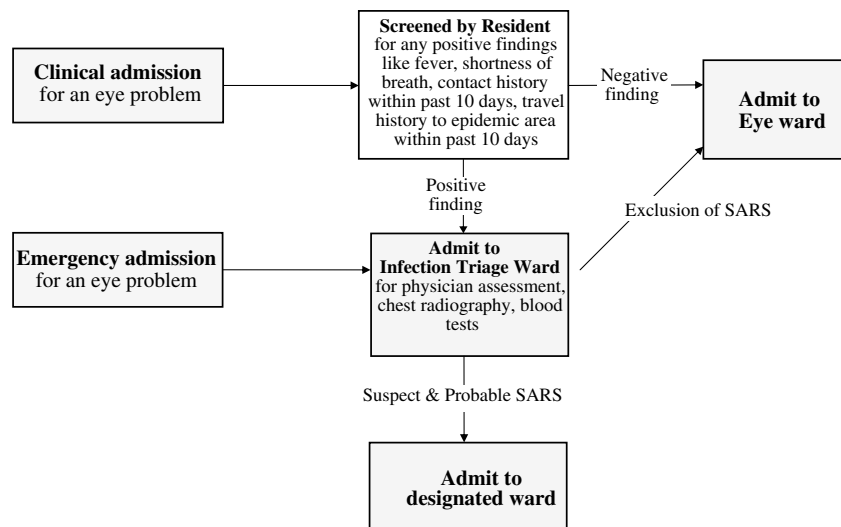 Clinical admission
for an eye problem
Screened by Resident
for any positive findings
like fever, shortness of
breath, contact history
within past 10 days, travel
history to epidemic area
within past 10 days
Negative
finding
Admit to
Eye ward
Positive
finding
Exclusion of SARS
Emergency admission
for an eye problem
Admit to
Infection Triage Ward
for physician assessment,
chest radiography, blood
tests
Suspect & Probable SARS
Admit to
designated ward